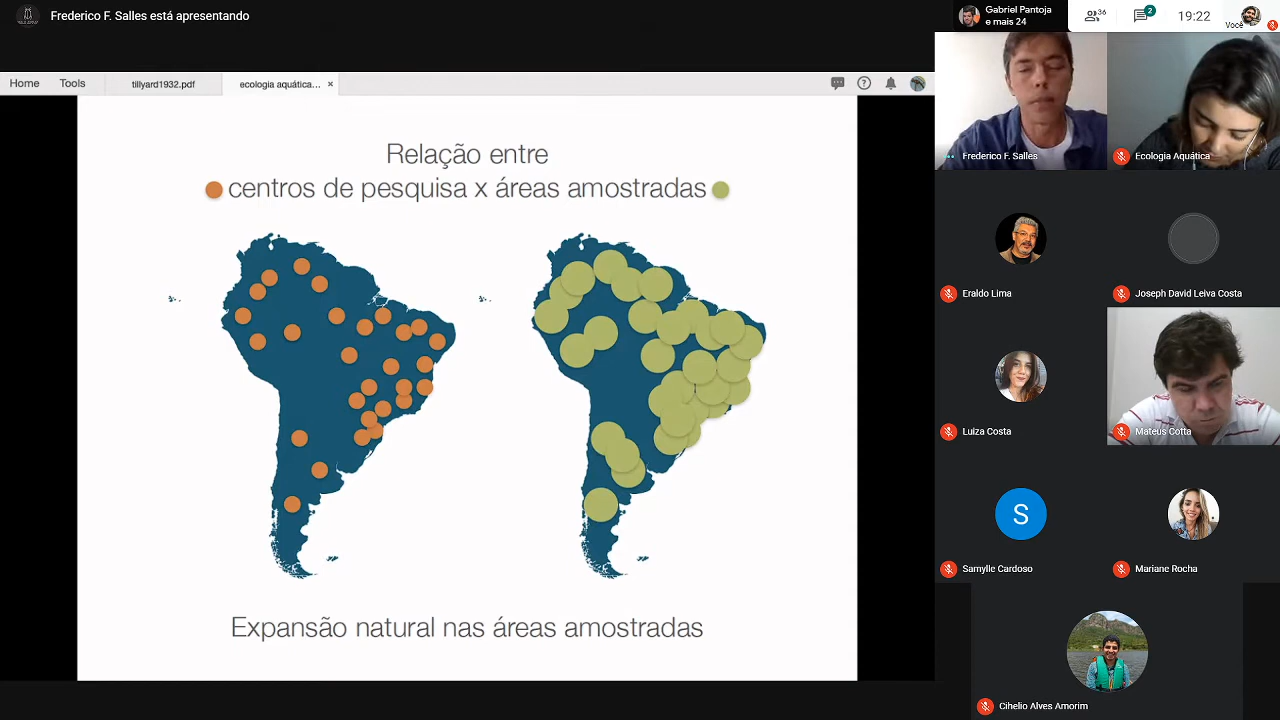 Frederico F. Salles está apresentando
Gabriel Pantoja
e mais 24
36
2
19:22
Você
Home
Tools
tillyard1932.pdf
ecologia aquática...
×
Relação entre
centros de pesquisa x áreas amostradas
Expansão natural nas áreas amostradas
Frederico F. Salles
Ecologia Aquática
Eraldo Lima
Joseph David Leiva Costa
Luiza Costa
Mateus Cotta
S
Samylle Cardoso
Mariane Rocha
Cihelio Alves Amorim